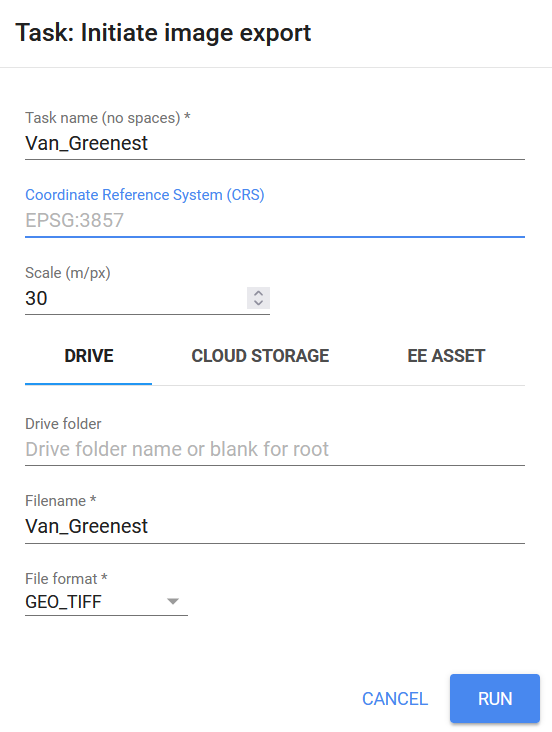 Task: Initiate image export
Task name (no spaces) *
Van_Greenest
Coordinate Reference System (CRS)
EPSG:3857
Scale (m/px)
30
DRIVE CLOUD STORAGE EE ASSET
Drive folder
Drive folder name or blank for root
Filename *
Van_Greenest
File format *
GEO_TIFF
CANCEL RUN